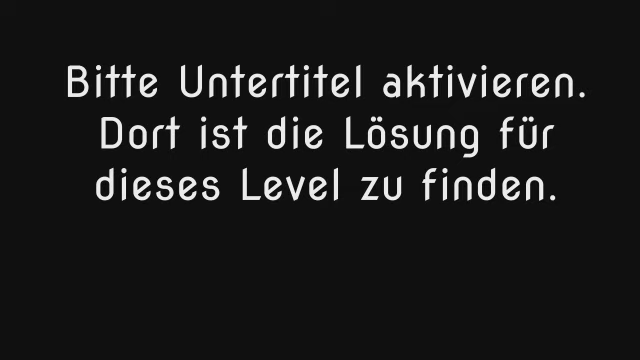 Bitte Untertitel aktivieren.
Dort ist die Lösung für
dieses Level zu finden.